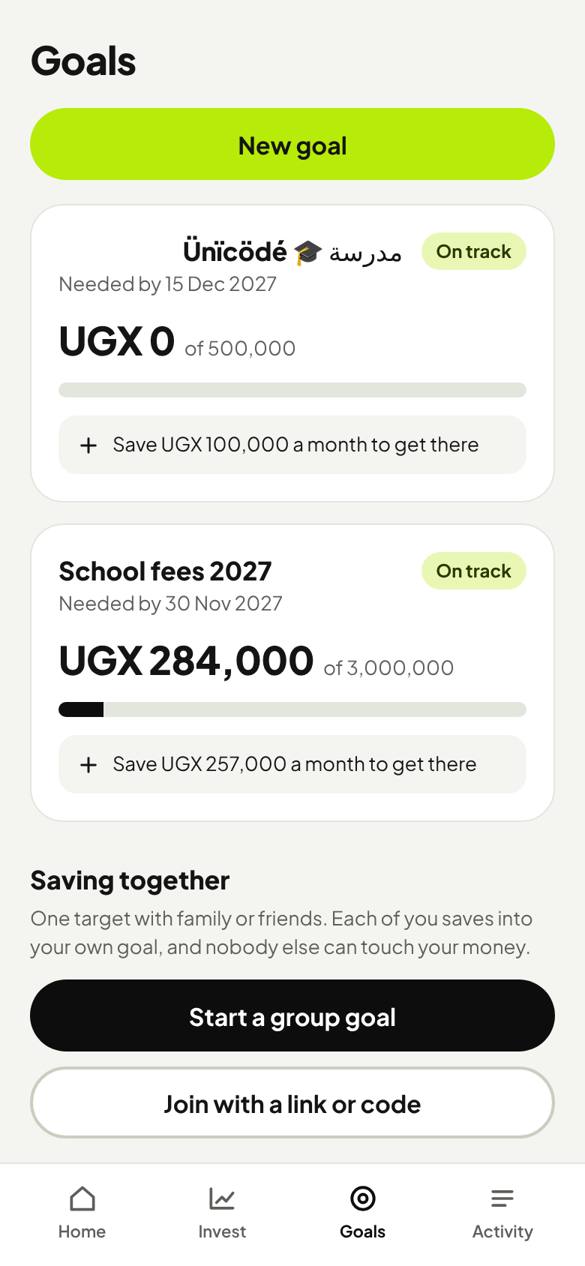 Goals
New goal
مدرسة 🎓 Ünïcödé
On track
Needed by 15 Dec 2027
UGX 0 of 500,000
+ Save UGX 100,000 a month to get there
School fees 2027
On track
Needed by 30 Nov 2027
UGX 284,000 of 3,000,000
+ Save UGX 257,000 a month to get there
Saving together
One target with family or friends. Each of you saves into
your own goal, and nobody else can touch your money.
Start a group goal
Join with a link or code
Home
Invest
Goals
Activity